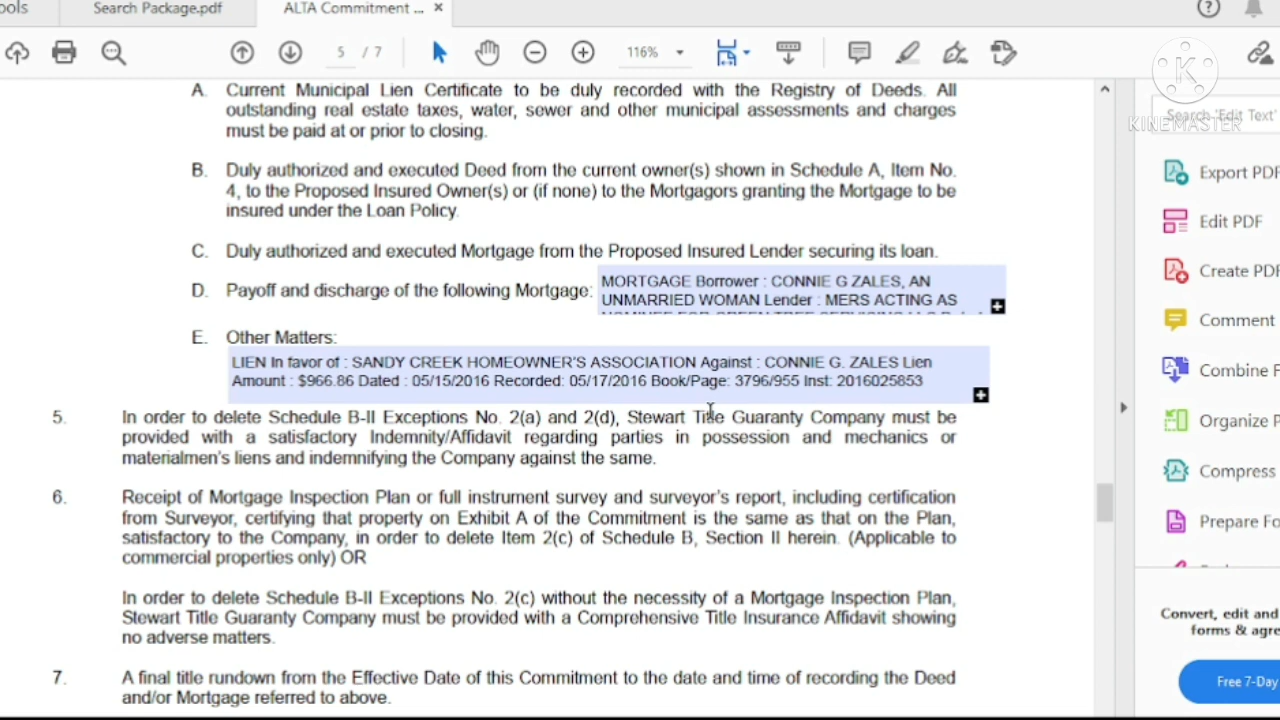 ools Search Package.pdf ALTA Commitment ... ×
5 / 7 116%
A. Current Municipal Lien Certificate to be duly recorded with the Registry of Deeds. All
outstanding real estate taxes, water, sewer and other municipal assessments and charges
must be paid at or prior to closing.
B. Duly authorized and executed Deed from the current owner(s) shown in Schedule A, Item No.
4, to the Proposed Insured Owner(s) or (if none) to the Mortgagors granting the Mortgage to be
insured under the Loan Policy.
C. Duly authorized and executed Mortgage from the Proposed Insured Lender securing its loan.
D. Payoff and discharge of the following Mortgage:
MORTGAGE Borrower : CONNIE G ZALES, AN
UNMARRIED WOMAN Lender : MERS ACTING AS
NOMINEE FOR GREEN TREE SERVICING LLC
E. Other Matters:
LIEN In favor of : SANDY CREEK HOMEOWNER'S ASSOCIATION Against : CONNIE G. ZALES Lien
Amount : $966.86 Dated : 05/15/2016 Recorded: 05/17/2016 Book/Page: 3796/955 Inst: 2016025853
5. In order to delete Schedule B-II Exceptions No. 2(a) and 2(d), Stewart Title Guaranty Company must be
provided with a satisfactory Indemnity/Affidavit regarding parties in possession and mechanics or
materialmen's liens and indemnifying the Company against the same.
6. Receipt of Mortgage Inspection Plan or full instrument survey and surveyor's report, including certification
from Surveyor, certifying that property on Exhibit A of the Commitment is the same as that on the Plan,
satisfactory to the Company, in order to delete Item 2(c) of Schedule B, Section II herein. (Applicable to
commercial properties only) OR
In order to delete Schedule B-II Exceptions No. 2(c) without the necessity of a Mortgage Inspection Plan,
Stewart Title Guaranty Company must be provided with a Comprehensive Title Insurance Affidavit showing
no adverse matters.
7. A final title rundown from the Effective Date of this Commitment to the date and time of recording the Deed
and/or Mortgage referred to above.
K
KINEMASTER
Search 'Edit Text'
Export PDF
Edit PDF
Create PDF
Comment
Combine F
Organize P
Compress
Prepare Fo
Convert, edit and
forms & agre
Free 7-Day